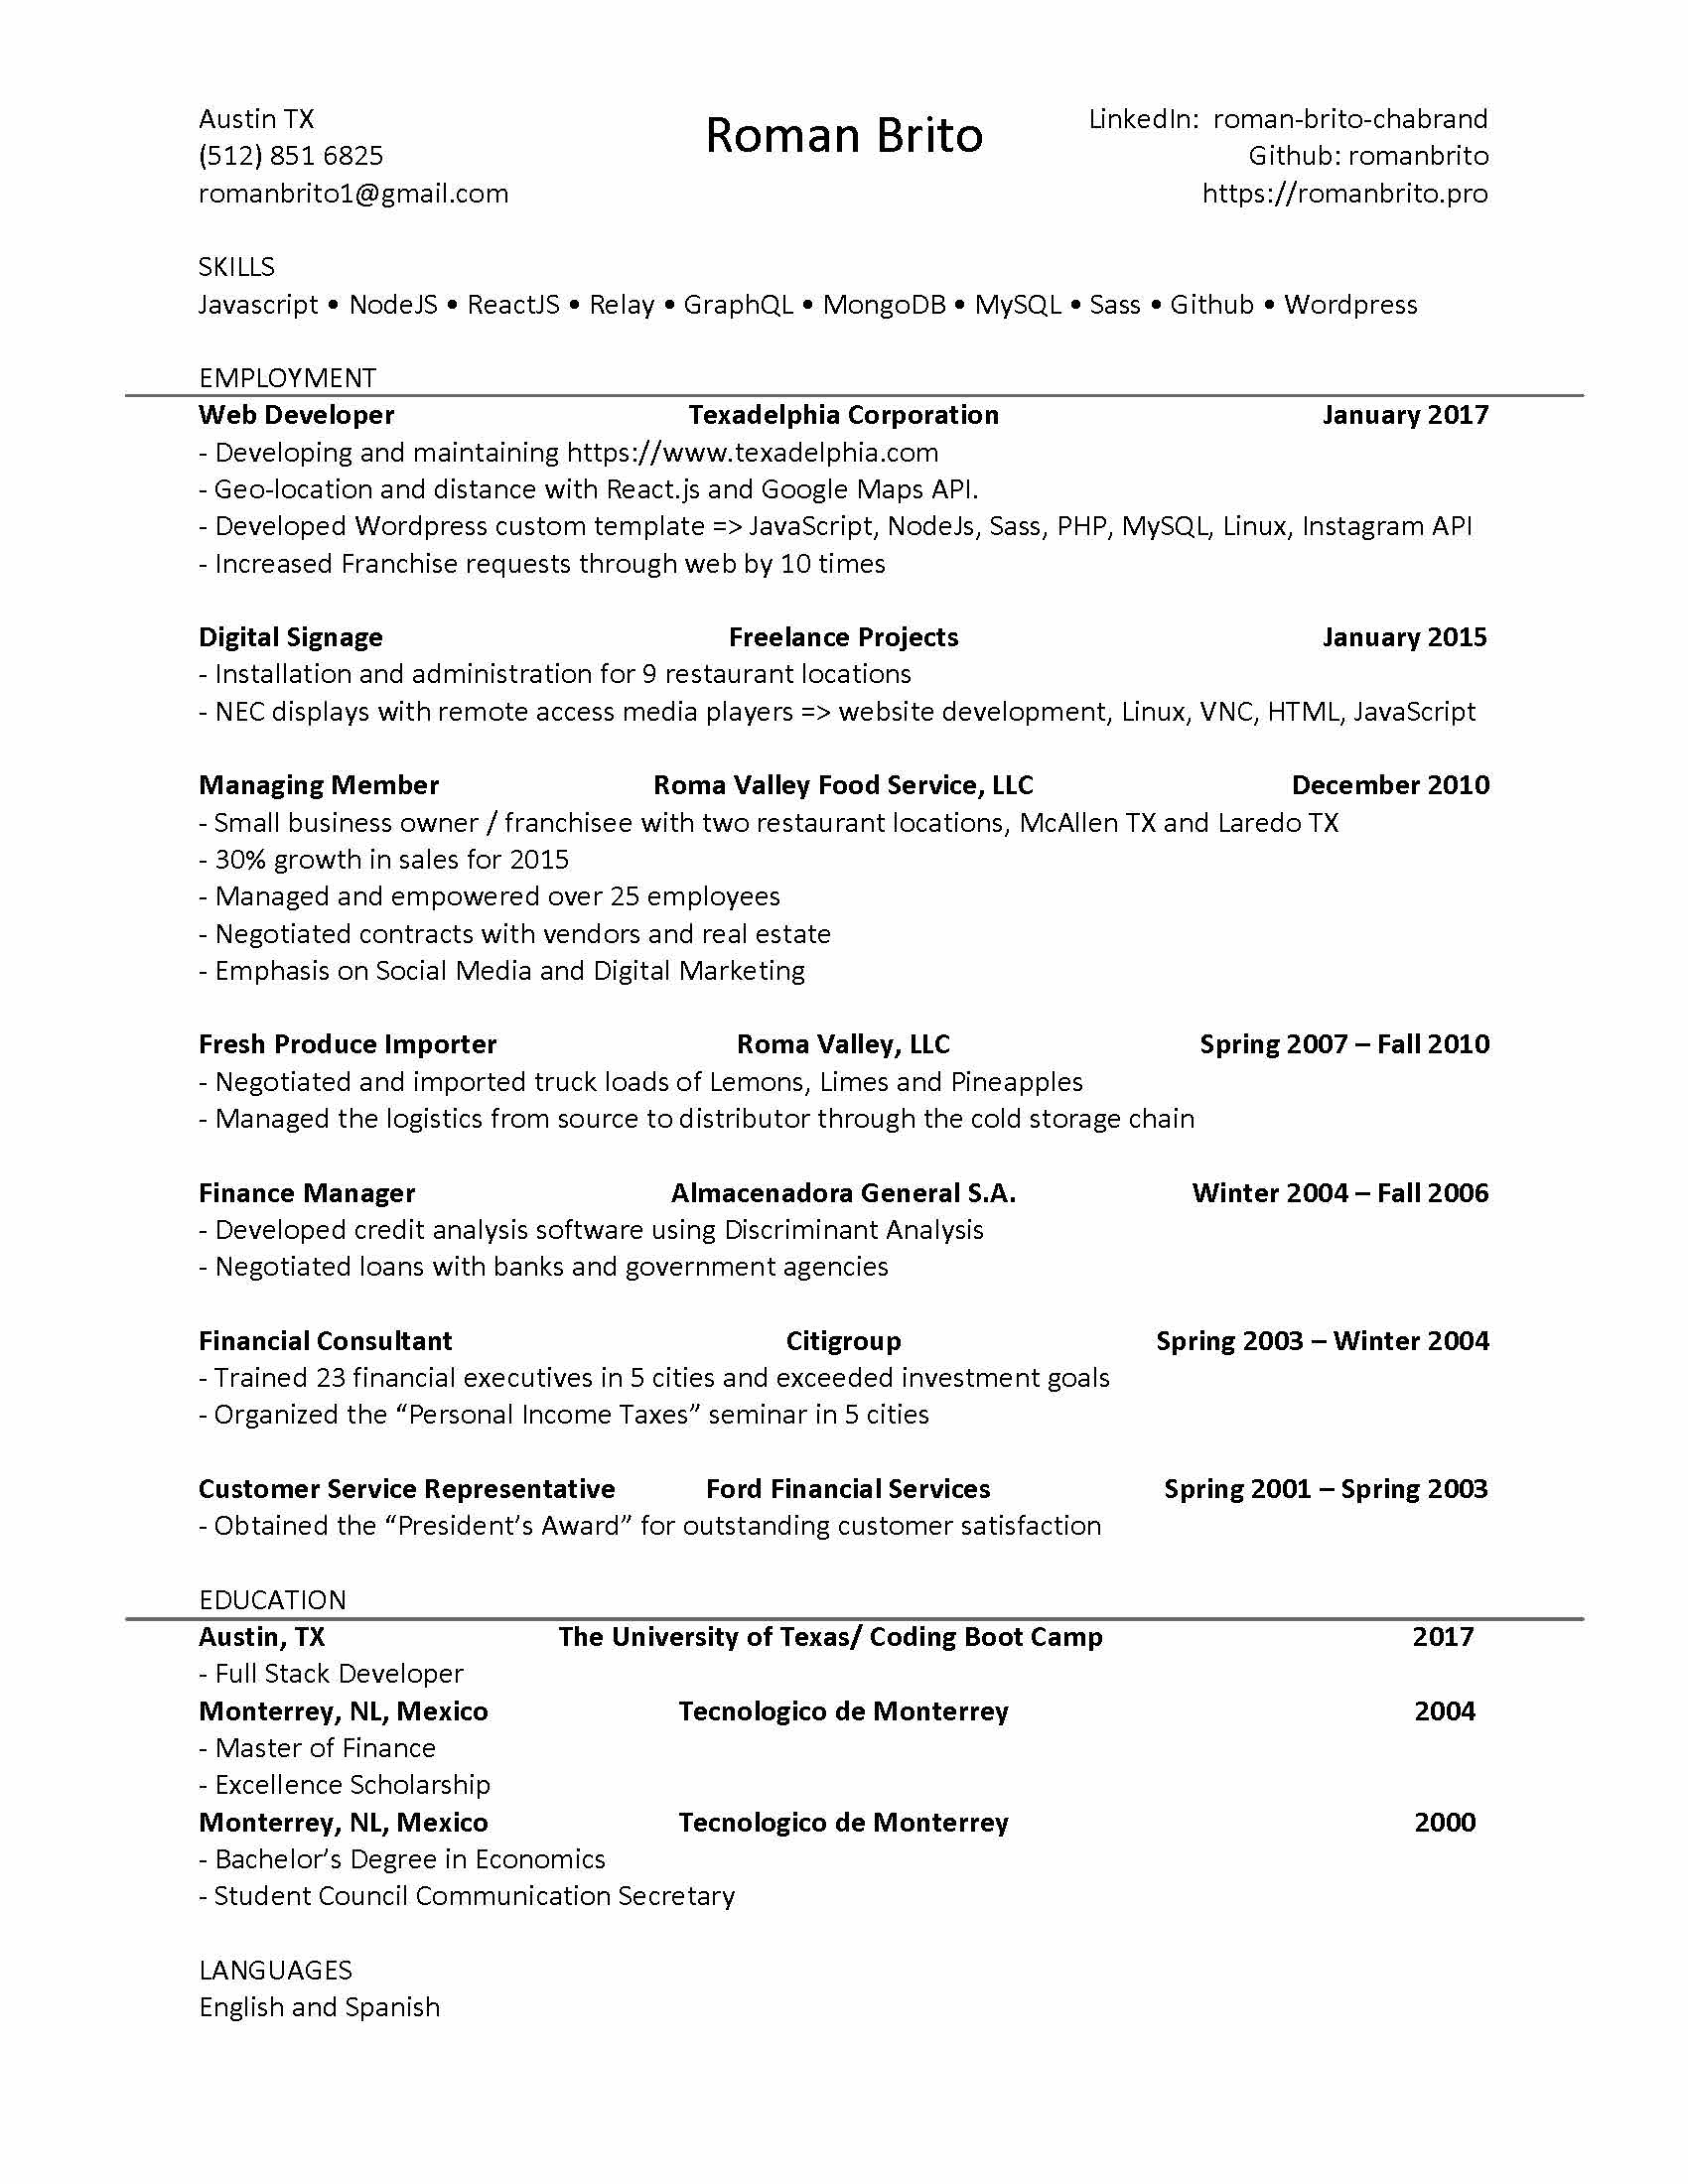 Austin TX
Roman Brito
LinkedIn: roman-brito-chabrand
(512) 851 6825
Github: romanbrito
romanbrito1@gmail.com
https://romanbrito.pro
SKILLS
Javascript • NodeJS • ReactJS • Relay • GraphQL • MongoDB • MySQL • Sass • Github • Wordpress
EMPLOYMENT
Web Developer Texadelphia Corporation January 2017
- Developing and maintaining https://www.texadelphia.com
- Geo-location and distance with React.js and Google Maps API.
- Developed Wordpress custom template => JavaScript, NodeJs, Sass, PHP, MySQL, Linux, Instagram API
- Increased Franchise requests through web by 10 times
Digital Signage Freelance Projects January 2015
- Installation and administration for 9 restaurant locations
- NEC displays with remote access media players => website development, Linux, VNC, HTML, JavaScript
Managing Member Roma Valley Food Service, LLC December 2010
- Small business owner / franchisee with two restaurant locations, McAllen TX and Laredo TX
- 30% growth in sales for 2015
- Managed and empowered over 25 employees
- Negotiated contracts with vendors and real estate
- Emphasis on Social Media and Digital Marketing
Fresh Produce Importer Roma Valley, LLC Spring 2007 – Fall 2010
- Negotiated and imported truck loads of Lemons, Limes and Pineapples
- Managed the logistics from source to distributor through the cold storage chain
Finance Manager Almacenadora General S.A. Winter 2004 – Fall 2006
- Developed credit analysis software using Discriminant Analysis
- Negotiated loans with banks and government agencies
Financial Consultant Citigroup Spring 2003 – Winter 2004
- Trained 23 financial executives in 5 cities and exceeded investment goals
- Organized the “Personal Income Taxes” seminar in 5 cities
Customer Service Representative Ford Financial Services Spring 2001 – Spring 2003
- Obtained the “President’s Award” for outstanding customer satisfaction
EDUCATION
Austin, TX The University of Texas/ Coding Boot Camp 2017
- Full Stack Developer
Monterrey, NL, Mexico Tecnologico de Monterrey 2004
- Master of Finance
- Excellence Scholarship
Monterrey, NL, Mexico Tecnologico de Monterrey 2000
- Bachelor’s Degree in Economics
- Student Council Communication Secretary
LANGUAGES
English and Spanish